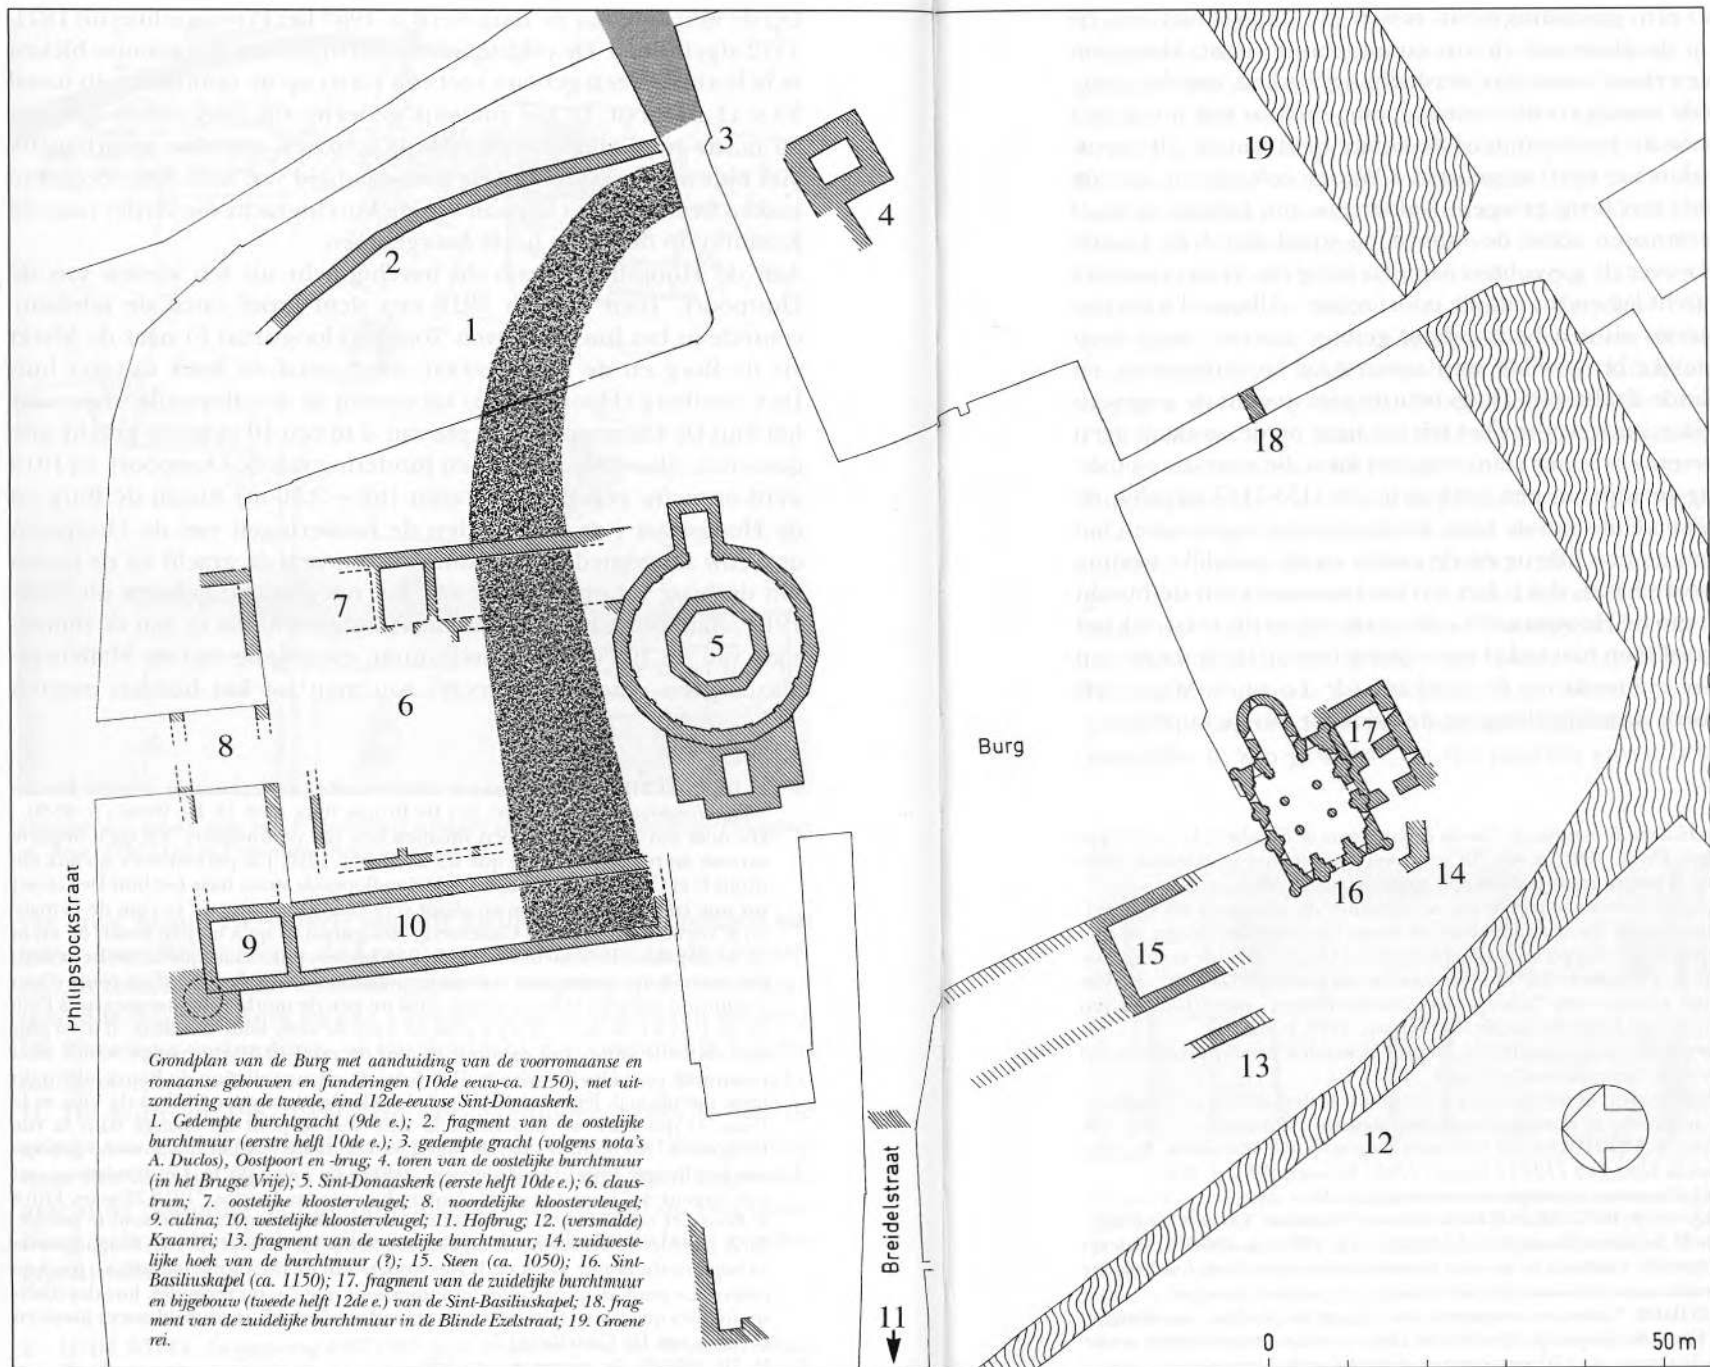 19
3
4
2
1
18
7
5
6
8
17
Burg
14
16
10
9
15
13
12
Philipstockstraat
Breidelstraat
11
0 50 m
Grondplan van de Burg met aanduiding van de voorromaanse en
romaanse gebouwen en funderingen (10de eeuw-ca. 1150), met uit-
zondering van de tweede, eind 12de-eeuwse Sint-Donaaskerk.
1. Gedempte burchtgracht (9de e.); 2. fragment van de oostelijke
burchtmuur (eerstre helft 10de e.); 3. gedempte gracht (volgens nota's
A. Duclos), Oostpoort en -brug; 4. toren van de oostelijke burchtmuur
(in het Brugse Vrije); 5. Sint-Donaaskerk (eerste helft 10de e.); 6. claus-
trum; 7. oostelijke kloostervleugel; 8. noordelijke kloostervleugel;
9. culina; 10. westelijke kloostervleugel; 11. Hofbrug; 12. (versmalde)
Kraanrei; 13. fragment van de westelijke burchtmuur; 14. zuidweste-
lijke hoek van de burchtmuur (?); 15. Steen (ca. 1050); 16. Sint-
Basiliuskapel (ca. 1150); 17. fragment van de zuidelijke burchtmuur
en bijgebouw (tweede helft 12de e.) van de Sint-Basiliuskapel; 18. frag-
ment van de zuidelijke burchtmuur in de Blinde Ezelstraat; 19. Groene
rei.